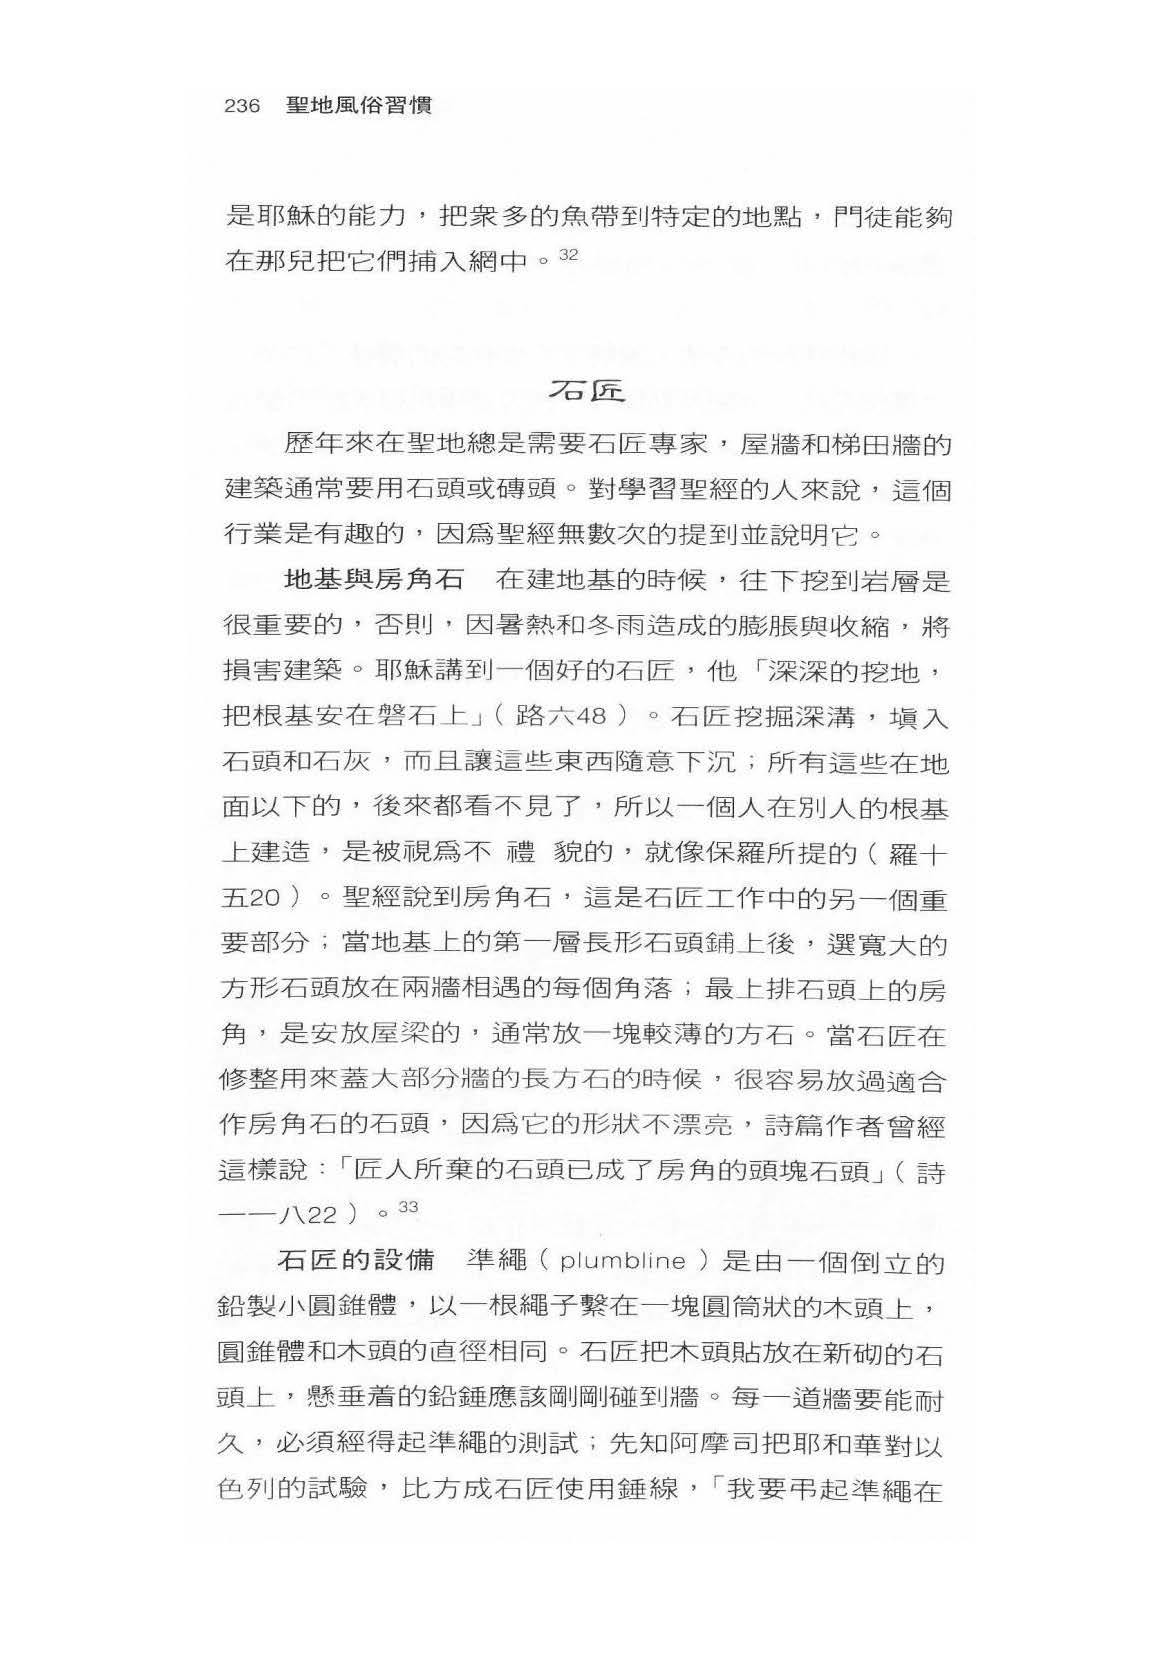 236 聖地風俗習慣
是耶穌的能力，把衆多的魚帶到特定的地點，門徒能夠
在那兒把它們捕入網中。32
石匠
歷年來在聖地總是需要石匠專家，屋牆和梯田牆的
建築通常要用石頭或磚頭。對學習聖經的人來說，這個
行業是有趣的，因爲聖經無數次的提到並說明它。
地基與房角石　在建地基的時候，往下挖到岩層是
很重要的，否則，因暑熱和冬雨造成的膨脹與收縮，將
損害建築。耶穌講到一個好的石匠，他「深深的挖地，
把根基安在磐石上」（路六48）。石匠挖掘深溝，塡入
石頭和石灰，而且讓這些東西隨意下沉；所有這些在地
面以下的，後來都看不見了，所以一個人在別人的根基
上建造，是被視爲不 禮 貌的，就像保羅所提的（羅十
五20）。聖經說到房角石，這是石匠工作中的另一個重
要部分；當地基上的第一層長形石頭鋪上後，選寬大的
方形石頭放在兩牆相遇的每個角落；最上排石頭上的房
角，是安放屋梁的，通常放一塊較薄的方石。當石匠在
修整用來蓋大部分牆的長方石的時候，很容易放過適合
作房角石的石頭，因爲它的形狀不漂亮，詩篇作者曾經
這樣說：「匠人所棄的石頭已成了房角的頭塊石頭」（詩
一一八22）。33
石匠的設備　準繩（plumbline）是由一個倒立的
鉛製小圓錐體，以一根繩子繫在一塊圓筒狀的木頭上，
圓錐體和木頭的直徑相同。石匠把木頭貼放在新砌的石
頭上，懸垂着的鉛錘應該剛剛碰到牆。每一道牆要能耐
久，必須經得起準繩的測試；先知阿摩司把耶和華對以
色列的試驗，比方成石匠使用錘線，「我要弔起準繩在